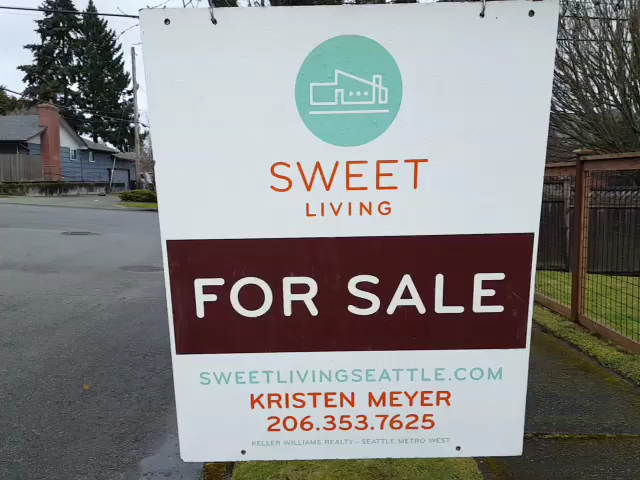 SWEET
LIVING
FOR SALE
SWEETLIVINGSEATTLE.COM
KRISTEN MEYER
206.353.7625
KELLER WILLIAMS REALTY - SEATTLE METRO WEST